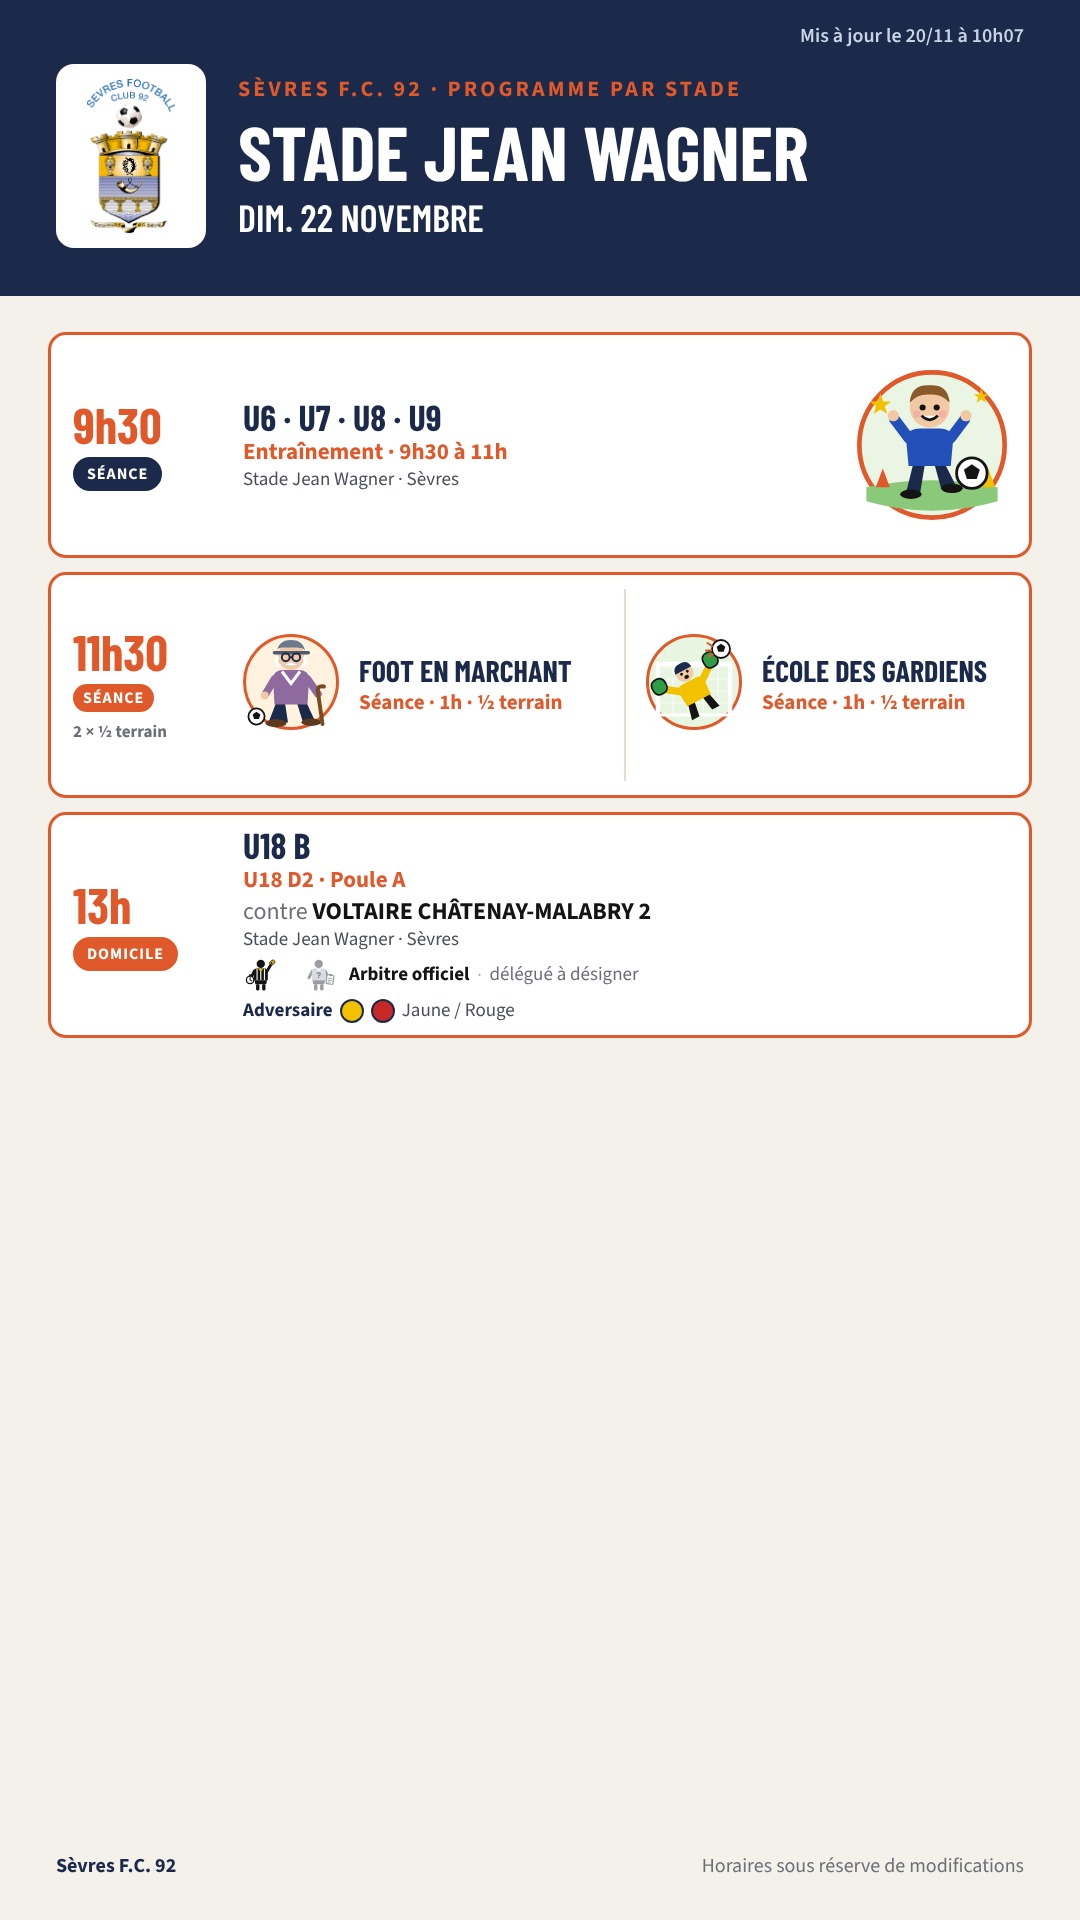 Mis à jour le 20/11 à 10h07
SEVRES FOOTBALL
CLUB 92
SÈVRES F.C. 92 · PROGRAMME PAR STADE
STADE JEAN WAGNER
DIM. 22 NOVEMBRE
9h30
SÉANCE
U6 · U7 · U8 · U9
Entraînement · 9h30 à 11h
Stade Jean Wagner · Sèvres
11h30
SÉANCE
2 × ½ terrain
FOOT EN MARCHANT
Séance · 1h · ½ terrain
ÉCOLE DES GARDIENS
Séance · 1h · ½ terrain
13h
DOMICILE
U18 B
U18 D2 · Poule A
contre VOLTAIRE CHÂTENAY-MALABRY 2
Stade Jean Wagner · Sèvres
? Arbitre officiel · délégué à désigner
Adversaire Jaune / Rouge
Sèvres F.C. 92
Horaires sous réserve de modifications